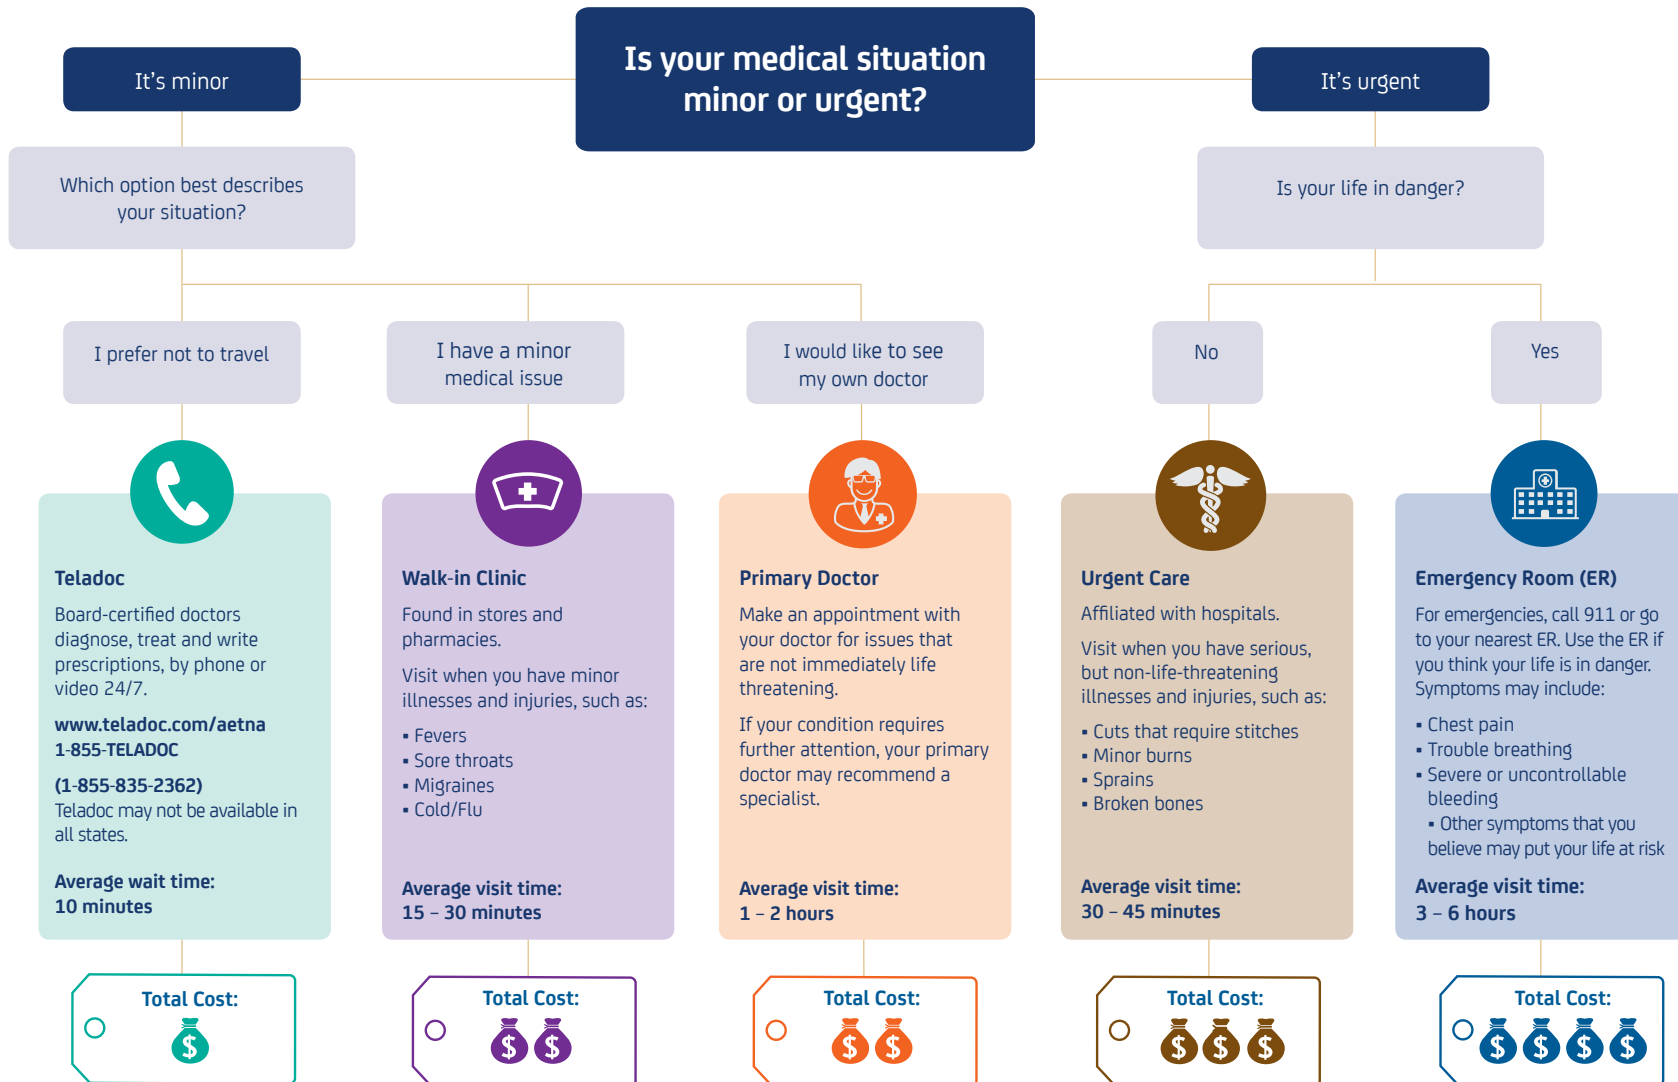 Is your medical situation
minor or urgent?
It's minor
It's urgent
Which option best describes
your situation?
Is your life in danger?
I prefer not to travel
I have a minor
medical issue
I would like to see
my own doctor
No
Yes
Teladoc
Board-certified doctors
diagnose, treat and write
prescriptions, by phone or
video 24/7.
www.teladoc.com/aetna
1-855-TELADOC
(1-855-835-2362)
Teladoc may not be available in
all states.
Average wait time:
10 minutes
Walk-in Clinic
Found in stores and
pharmacies.
Visit when you have minor
illnesses and injuries, such as:
▪ Fevers
▪ Sore throats
▪ Migraines
▪ Cold/Flu
Average visit time:
15 – 30 minutes
Primary Doctor
Make an appointment with
your doctor for issues that
are not immediately life
threatening.
If your condition requires
further attention, your primary
doctor may recommend a
specialist.
Average visit time:
1 – 2 hours
Urgent Care
Affiliated with hospitals.
Visit when you have serious,
but non-life-threatening
illnesses and injuries, such as:
▪ Cuts that require stitches
▪ Minor burns
▪ Sprains
▪ Broken bones
Average visit time:
30 – 45 minutes
Emergency Room (ER)
For emergencies, call 911 or go
to your nearest ER. Use the ER if
you think your life is in danger.
Symptoms may include:
▪ Chest pain
▪ Trouble breathing
▪ Severe or uncontrollable
bleeding
▪ Other symptoms that you
believe may put your life at risk
Average visit time:
3 – 6 hours
Total Cost:
$
Total Cost:
$ $
Total Cost:
$ $
Total Cost:
$ $ $
Total Cost:
$ $ $ $